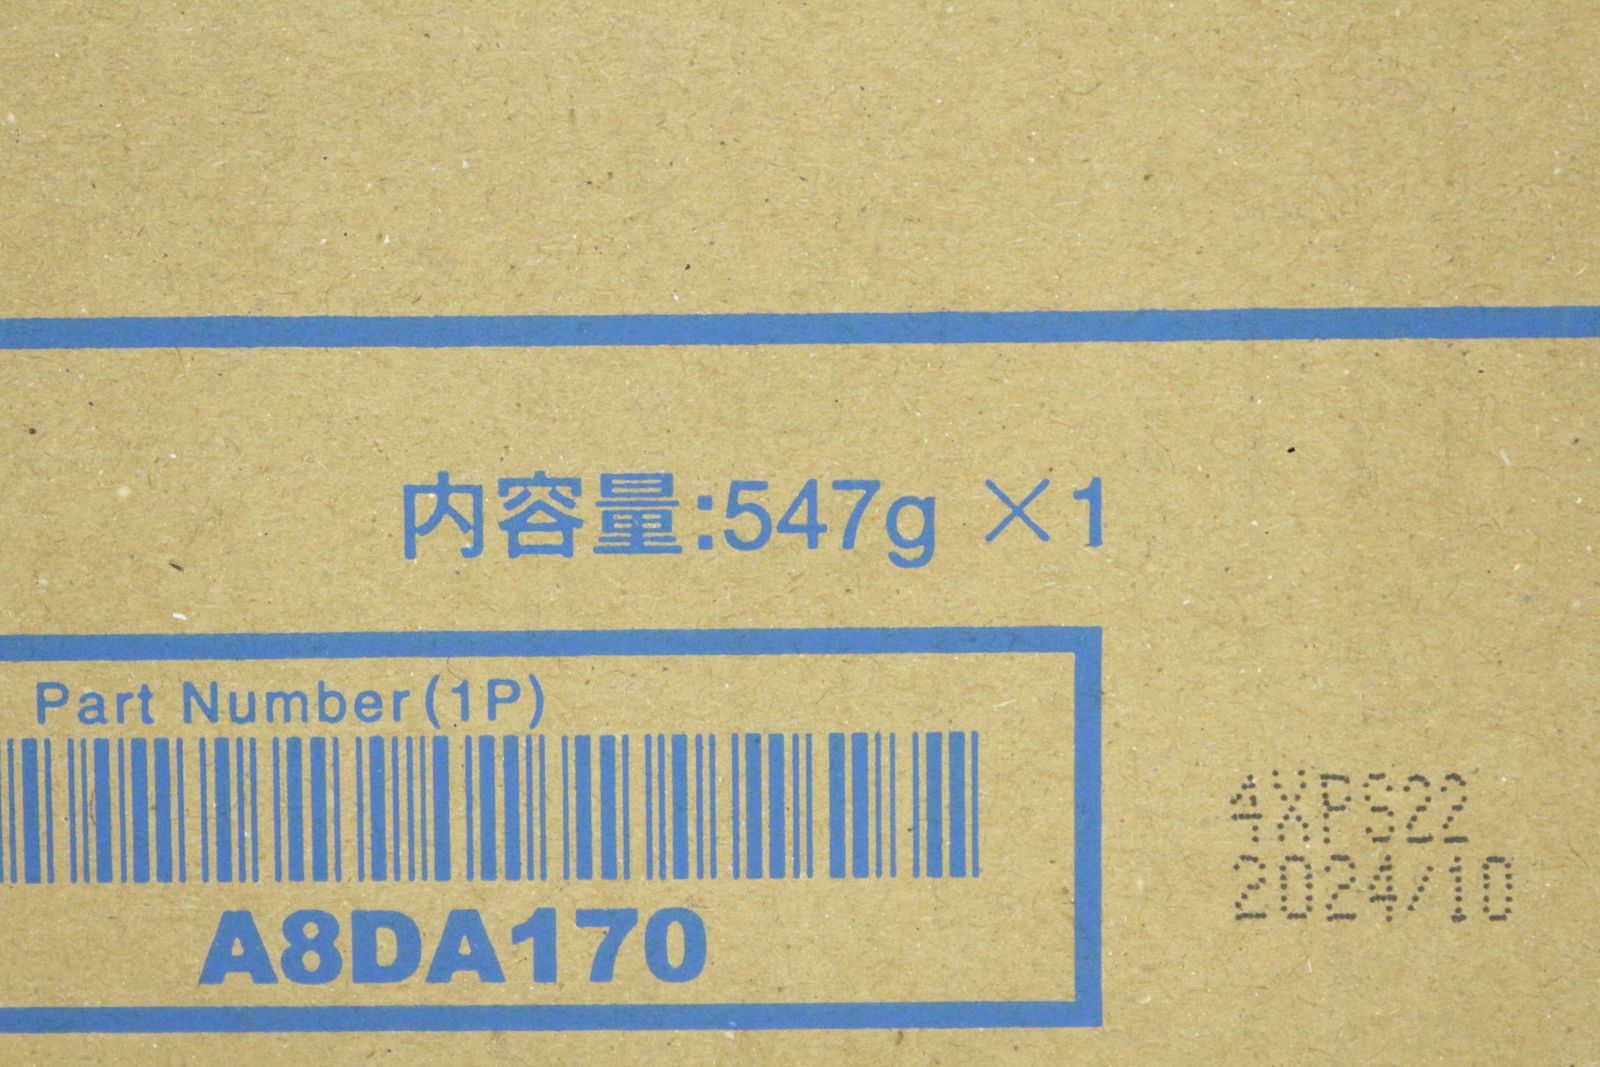 内容量:547g ×1
Part Number(1P)
A8DA170
4XPS22
2024/10